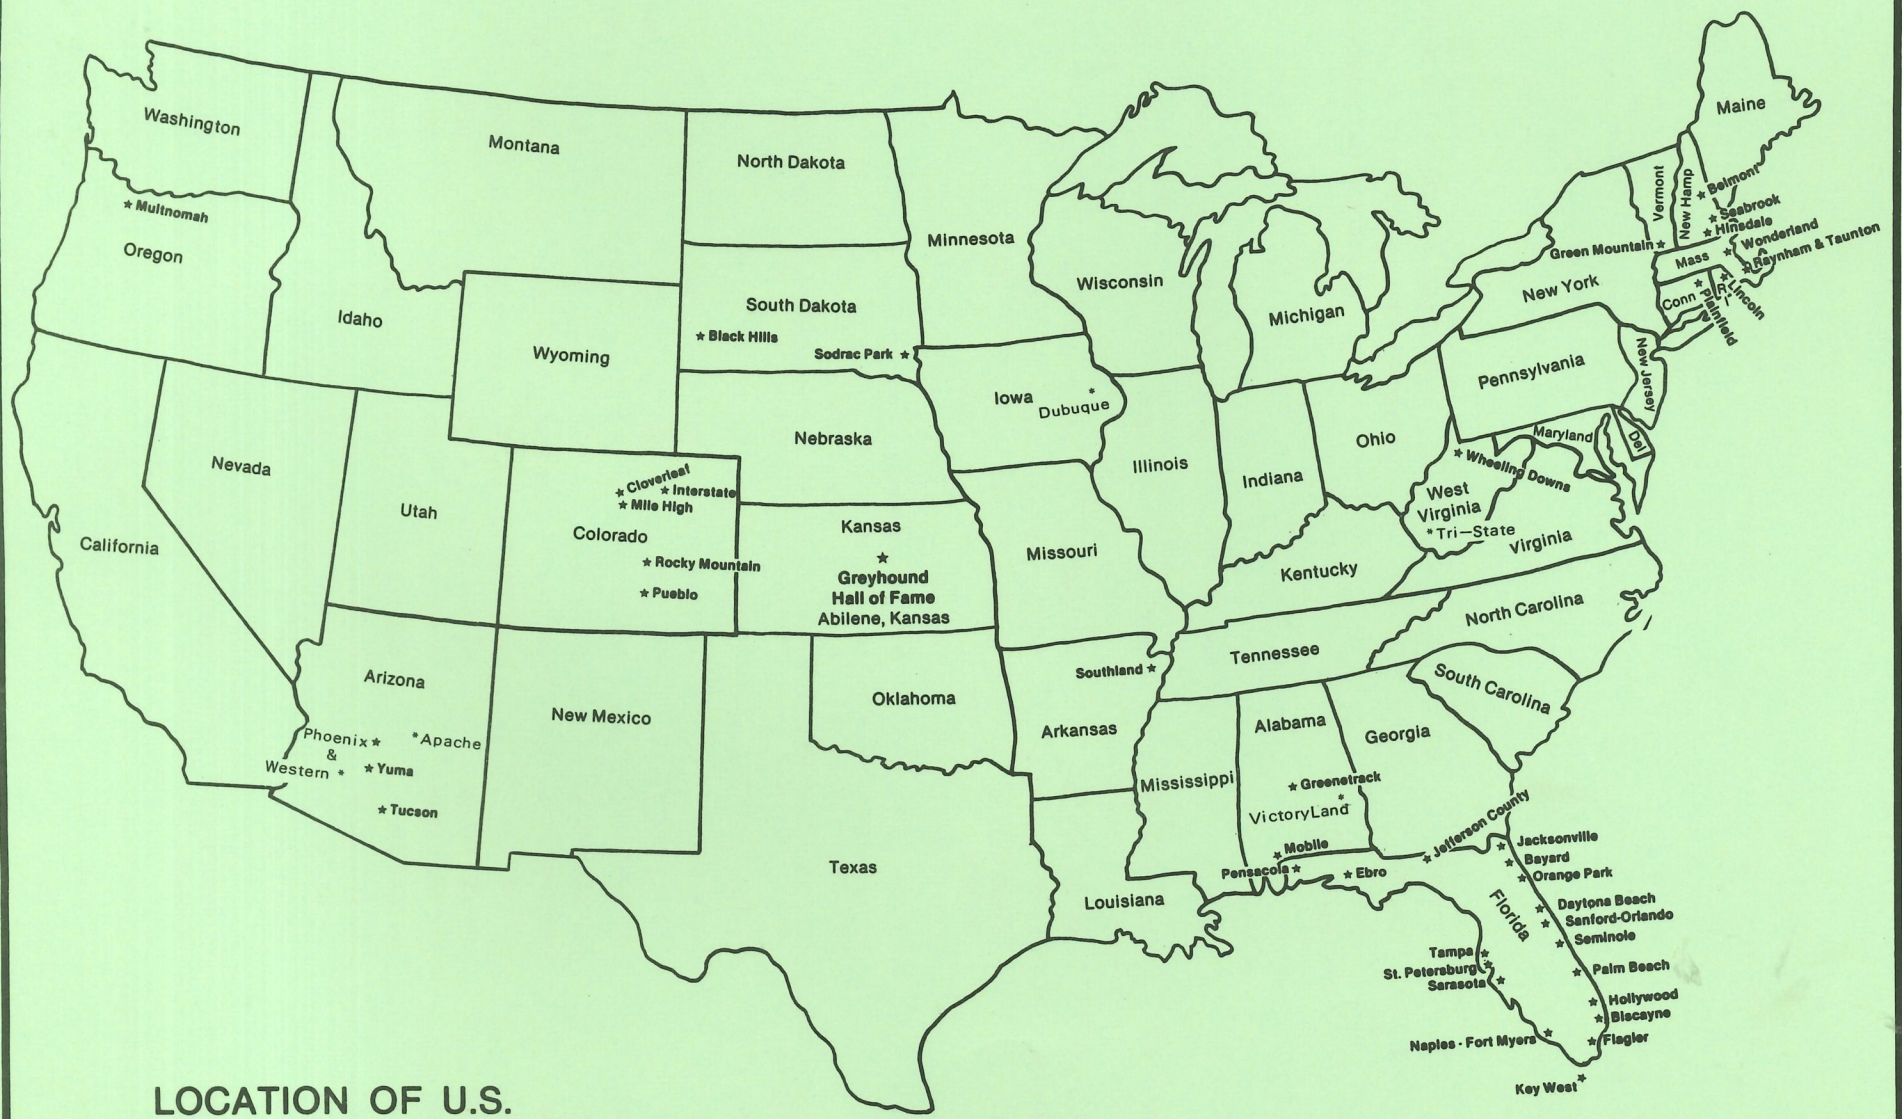 Washington
★ Multnomah
Oregon
Montana
Idaho
North Dakota
Minnesota
South Dakota
★ Black Hills
Sodrac Park ★
Wyoming
Wisconsin
Michigan
Maine
Vermont
New Hamp
★ Belmont
★ Seabrook
★ Hinsdale
★ Wonderland
★ Raynham & Taunton
Green Mountain ★
Mass
New York
Conn
R.I.
Lincoln
Plainfield
Pennsylvania
New Jersey
Maryland
Del
Iowa
*
Dubuque
Nebraska
Nevada
Utah
California
★ Cloverleaf
★ Interstate
★ Mile High
Colorado
★ Rocky Mountain
★ Pueblo
Kansas
★
Greyhound
Hall of Fame
Abilene, Kansas
Missouri
Illinois
Indiana
Ohio
★ Wheeling Downs
West
Virginia
* Tri-State
Virginia
Kentucky
North Carolina
Tennessee
South Carolina
Arizona
Phoenix ★
&
Western *
* Apache
★ Yuma
★ Tucson
New Mexico
Oklahoma
Southland ★
Arkansas
Texas
Louisiana
Mississippi
Alabama
★ Greenetrack
*
VictoryLand
★ Mobile
Georgia
Pensacola ★
★ Ebro
★ Jefferson County
★ Jacksonville
★ Bayard
★ Orange Park
Florida
★ Daytona Beach
★ Sanford-Orlando
★ Seminole
Tampa ★
St. Petersburg ★
Sarasota ★
★ Palm Beach
★ Hollywood
★ Biscayne
Naples - Fort Myers ★
★ Flagler
Key West ★
LOCATION OF U.S.